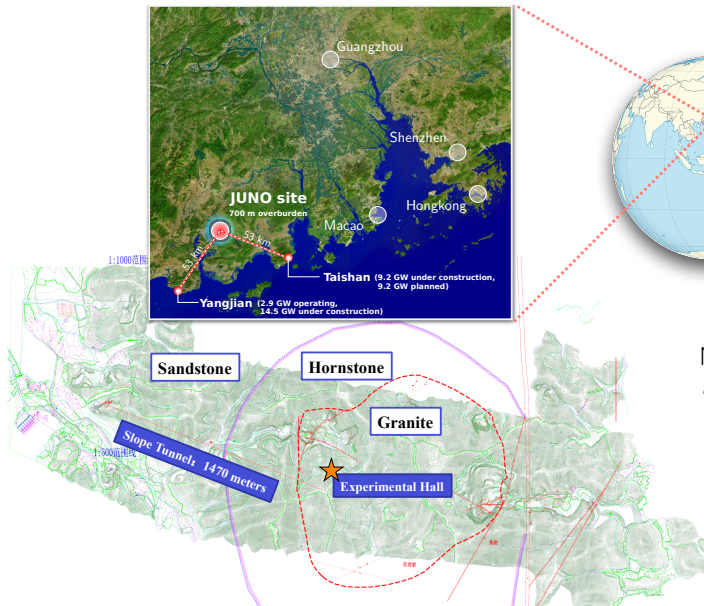 Guangzhou
Shenzhen
JUNO site
700 m overburden
Hongkong
Macao
53 km
53 km
Taishan (9.2 GW under construction,
9.2 GW planned)
Yangjian (2.9 GW operating,
14.5 GW under construction)
1:1000范围
Sandstone
Hornstone
Granite
1:500范围线
Slope Tunnel：1470 meters
Experimental Hall